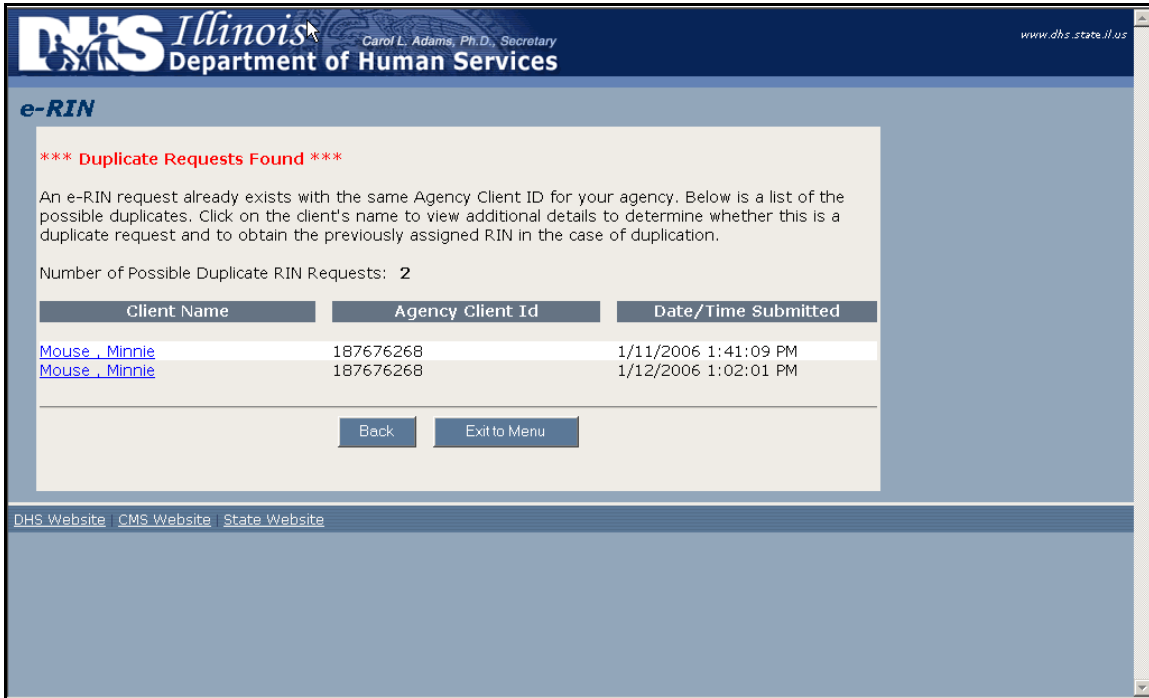 DHS Illinois Carol L. Adams, Ph.D., Secretary
Department of Human Services
www.dhs.state.il.us
e-RIN
*** Duplicate Requests Found ***
An e-RIN request already exists with the same Agency Client ID for your agency. Below is a list of the
possible duplicates. Click on the client's name to view additional details to determine whether this is a
duplicate request and to obtain the previously assigned RIN in the case of duplication.
Number of Possible Duplicate RIN Requests: 2
Client Name Agency Client Id Date/Time Submitted
Mouse , Minnie 187676268 1/11/2006 1:41:09 PM
Mouse , Minnie 187676268 1/12/2006 1:02:01 PM
Back Exit to Menu
DHS Website | CMS Website | State Website